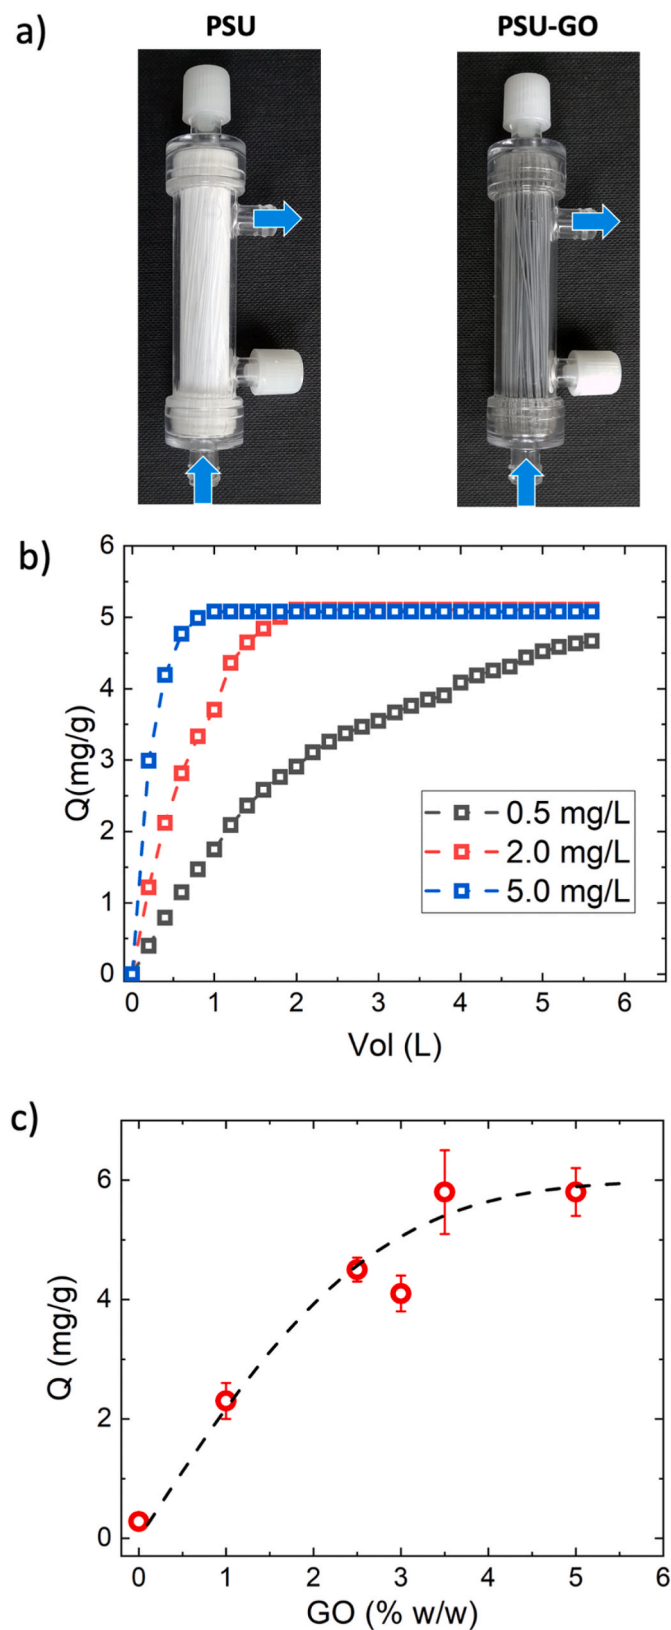 a)
PSU
PSU-GO
b)
6
5
4
3
2
1
0
Q(mg/g)
0.5 mg/L
2.0 mg/L
5.0 mg/L
0 1 2 3 4 5 6
Vol (L)
c)
6
4
2
0
Q (mg/g)
0 1 2 3 4 5 6
GO (% w/w)